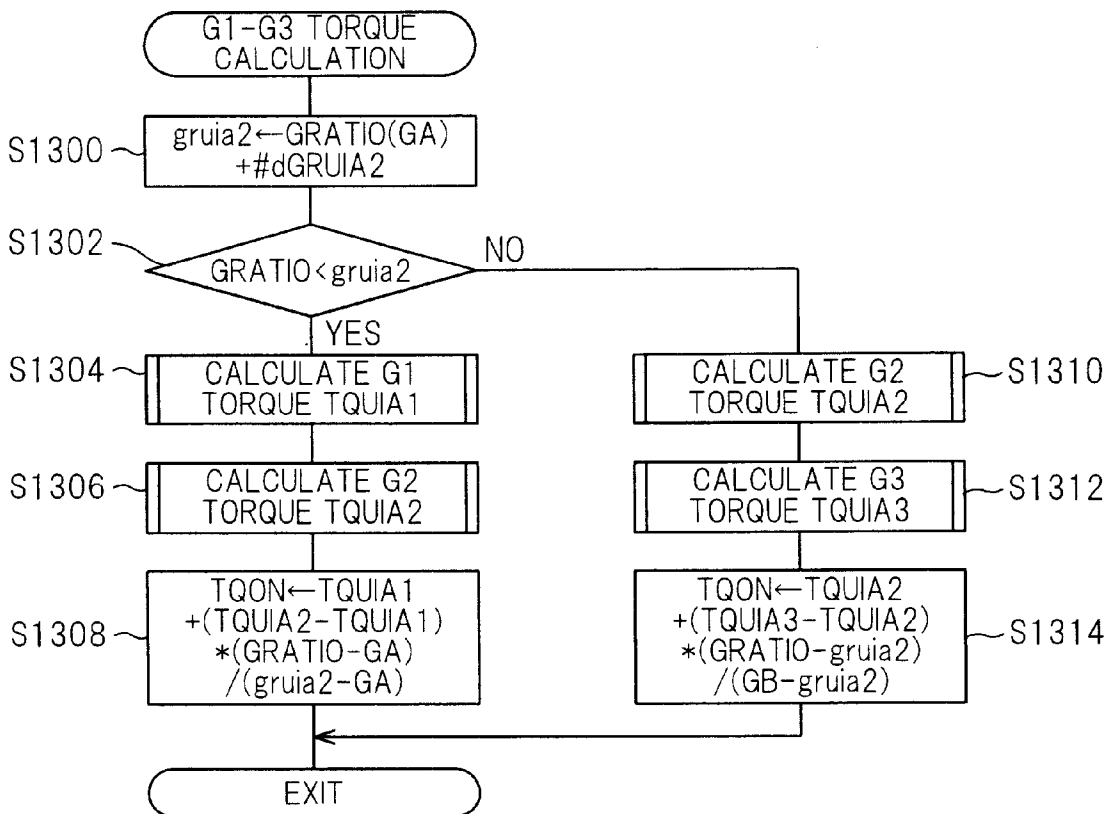 G1-G3 TORQUE
CALCULATION
S1300
gruia2←GRATIO(GA)
+#dGRUIA2
S1302
GRATIO<gruia2
NO
YES
S1304
CALCULATE G1
TORQUE TQUIA1
S1306
CALCULATE G2
TORQUE TQUIA2
S1308
TQON←TQUIA1
+(TQUIA2-TQUIA1)
*(GRATIO-GA)
/(gruia2-GA)
CALCULATE G2
TORQUE TQUIA2
S1310
CALCULATE G3
TORQUE TQUIA3
S1312
TQON←TQUIA2
+(TQUIA3-TQUIA2)
*(GRATIO-gruia2)
/(GB-gruia2)
S1314
EXIT